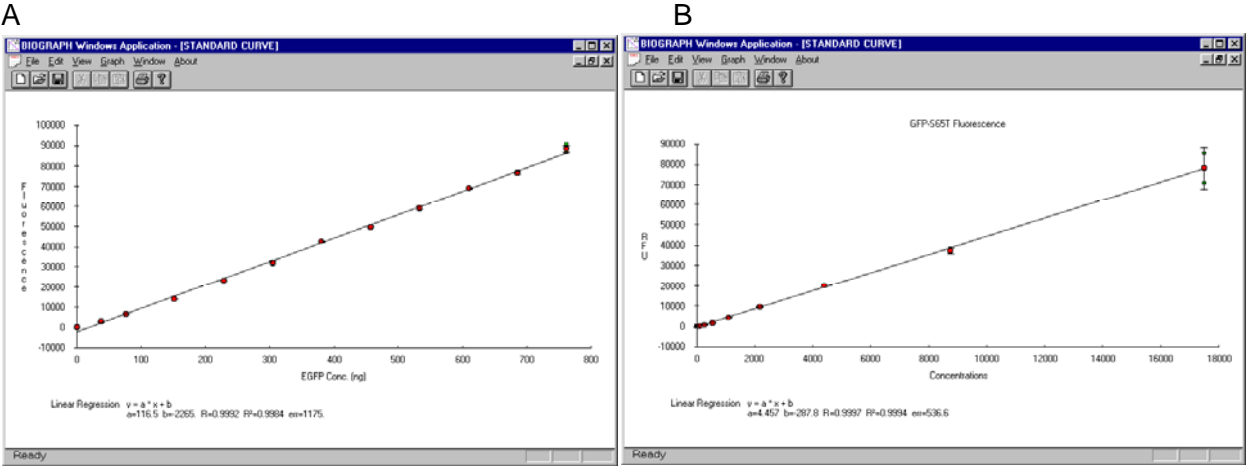 A
BIOGRAPH Windows Application - [STANDARD CURVE]
File Edit View Graph Window About
100000
90000
80000
70000
60000
50000
40000
30000
20000
10000
0
-10000
Fluorescence
0 100 200 300 400 500 600 700 800
EGFP Conc. (ng)
Linear Regression y = a * x + b
a=116.5 b=-2265. R=0.9992 R²=0.9984 err=1175.
Ready
B
BIOGRAPH Windows Application - [STANDARD CURVE]
File Edit View Graph Window About
GFP-S65T Fluorescence
90000
80000
70000
60000
50000
40000
30000
20000
10000
0
-10000
RFU
0 2000 4000 6000 8000 10000 12000 14000 16000 18000
Concentrations
Linear Regression y = a * x + b
a=4.457 b=-287.8 R=0.9997 R²=0.9994 err=536.6
Ready